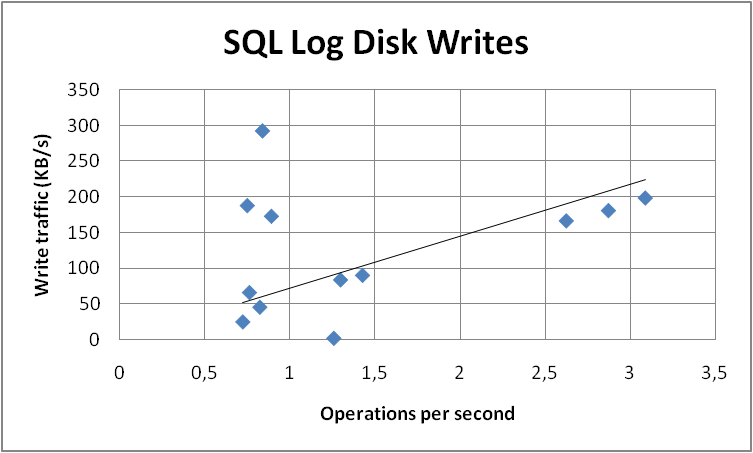 SQL Log Disk Writes
Write traffic (KB/s)
350
300
250
200
150
100
50
0
0 0,5 1 1,5 2 2,5 3 3,5
Operations per second